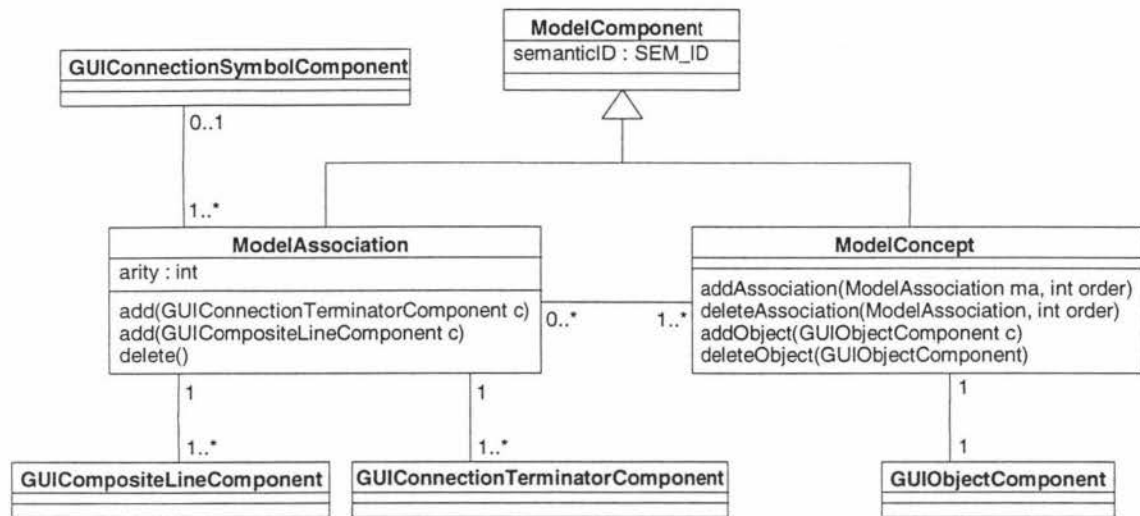 ModelComponent
semanticID : SEM_ID
GUIConnectionSymbolComponent
0..1
1..*
ModelAssociation
arity : int
add(GUIConnectionTerminatorComponent c)
add(GUICompositeLineComponent c)
delete()
0..*
1..*
ModelConcept
addAssociation(ModelAssociation ma, int order)
deleteAssociation(ModelAssociation, int order)
addObject(GUIObjectComponent c)
deleteObject(GUIObjectComponent)
1
1..*
1
1..*
1
1
GUICompositeLineComponent
GUIConnectionTerminatorComponent
GUIObjectComponent